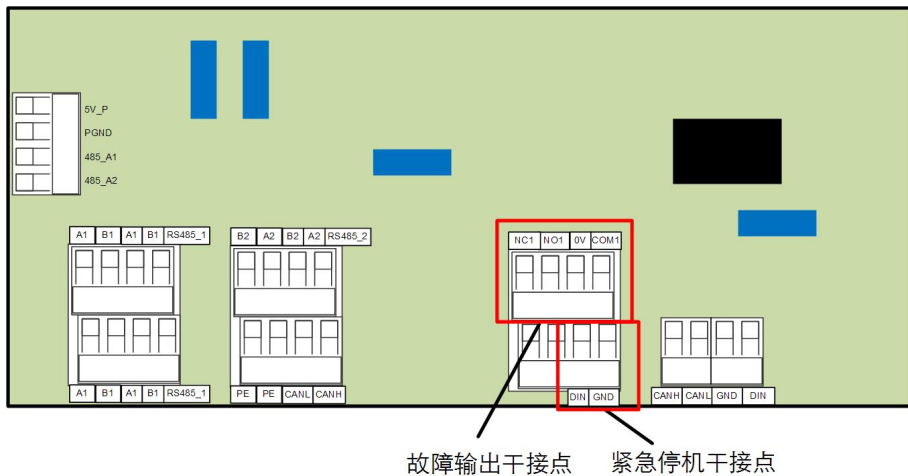 5V_P
PGND
485_A1
485_A2
A1 B1 A1 B1 RS485_1
B2 A2 B2 A2 RS485_2
NC1 NO1 0V COM1
A1 B1 A1 B1 RS485_1
PE PE CANL CANH
DIN GND
CANH CANL GND DIN
故障输出干接点
紧急停机干接点